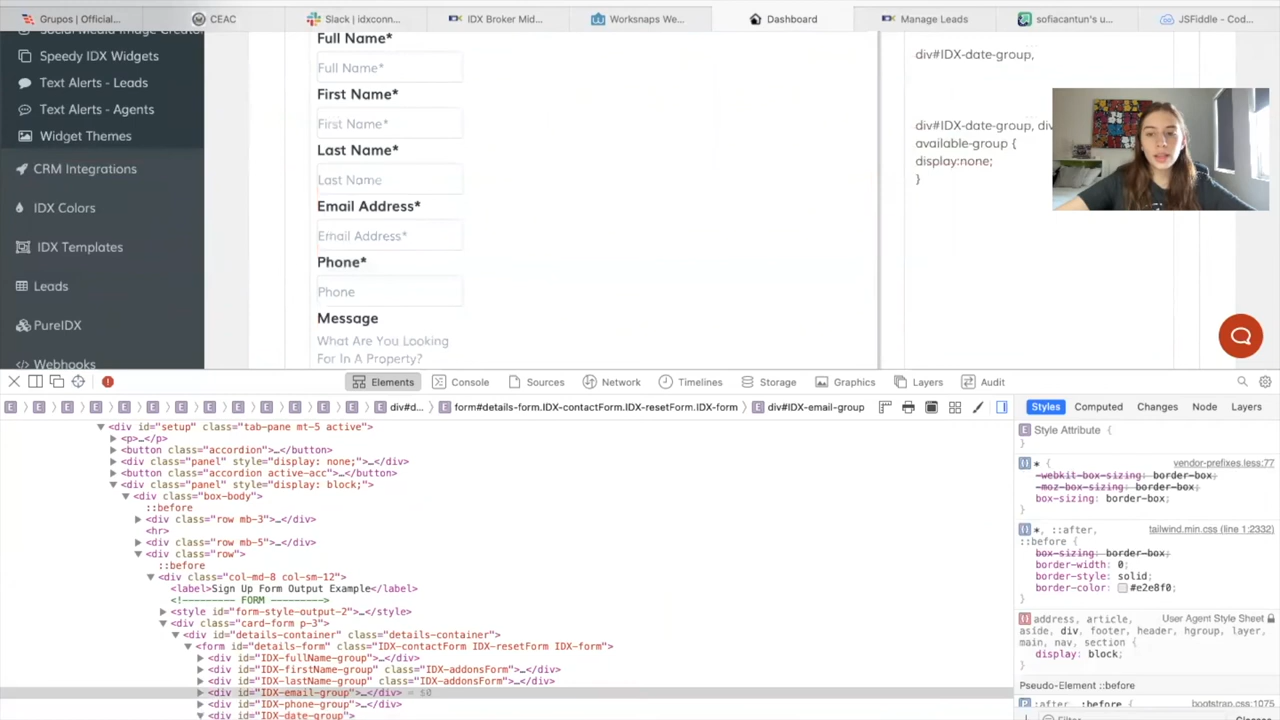 Grupos | Official...
CEAC
Slack | idxconn...
IDX Broker Mid...
Worksnaps We...
Dashboard
Manage Leads
sofiacantun's u...
JSFiddle - Cod...
Social Media Image Creator
Speedy IDX Widgets
Text Alerts - Leads
Text Alerts - Agents
Widget Themes
CRM Integrations
IDX Colors
IDX Templates
Leads
PureIDX
Webhooks
Full Name*
Full Name*
First Name*
First Name*
Last Name*
Last Name
Email Address*
Email Address*
Phone*
Phone
Message
What Are You Looking
For In A Property?
div#IDX-date-group,
div#IDX-date-group, div
available-group {
display:none;
}
Elements
Console
Sources
Network
Timelines
Storage
Graphics
Layers
Audit
E E E E E E E E E E E E E div#d... E form#details-form.IDX-contactForm.IDX-resetForm.IDX-form E div#IDX-email-group
Styles Computed Changes Node Layers
<div id="setup" class="tab-pane mt-5 active">
<p>…</p>
<button class="accordion">…</button>
<div class="panel" style="display: none;">…</div>
<button class="accordion active-acc">…</button>
<div class="panel" style="display: block;">
<div class="box-body">
::before
<div class="row mb-3">…</div>
<hr>
<div class="row mb-5">…</div>
<div class="row">
::before
<div class="col-md-8 col-sm-12">
<label>Sign Up Form Output Example</label>
<!--------- FORM --------->
<style id="form-style-output-2">…</style>
<div class="card-form p-3">
<div id="details-container" class="details-container">
<form id="details-form" class="IDX-contactForm IDX-resetForm IDX-form">
<div id="IDX-fullName-group">…</div>
<div id="IDX-firstName-group" class="IDX-addonsForm">…</div>
<div id="IDX-lastName-group" class="IDX-addonsForm">…</div>
<div id="IDX-email-group">…</div> = $0
<div id="IDX-phone-group">…</div>
<div id="IDX-date-group">
E Style Attribute {
}
{} * { vendor-prefixes.less:77
-webkit-box-sizing: border-box;
-moz-box-sizing: border-box;
box-sizing: border-box;
}
{} *, ::after, tailwind.min.css (line 1:2332)
::before {
box-sizing: border-box;
border-width: 0;
border-style: solid;
border-color: #e2e8f0;
}
{} address, article, User Agent Style Sheet
aside, div, footer, header, hgroup, layer,
main, nav, section {
display: block;
}
Pseudo-Element ::before
P :after, :before { bootstrap.css:1075
Filter
Classes